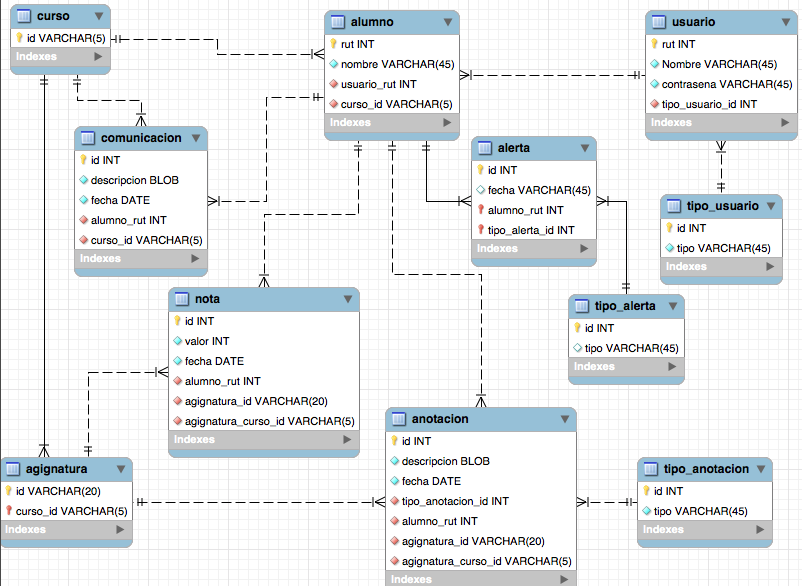 curso
id VARCHAR(5)
Indexes
alumno
rut INT
nombre VARCHAR(45)
usuario_rut INT
curso_id VARCHAR(5)
Indexes
usuario
rut INT
Nombre VARCHAR(45)
contrasena VARCHAR(45)
tipo_usuario_id INT
Indexes
comunicacion
id INT
descripcion BLOB
fecha DATE
alumno_rut INT
curso_id VARCHAR(5)
Indexes
alerta
id INT
fecha VARCHAR(45)
alumno_rut INT
tipo_alerta_id INT
Indexes
tipo_usuario
id INT
tipo VARCHAR(45)
Indexes
nota
id INT
valor INT
fecha DATE
alumno_rut INT
agignatura_id VARCHAR(20)
agignatura_curso_id VARCHAR(5)
Indexes
tipo_alerta
id INT
tipo VARCHAR(45)
Indexes
agignatura
id VARCHAR(20)
curso_id VARCHAR(5)
Indexes
anotacion
id INT
descripcion BLOB
fecha DATE
tipo_anotacion_id INT
alumno_rut INT
agignatura_id VARCHAR(20)
agignatura_curso_id VARCHAR(5)
Indexes
tipo_anotacion
id INT
tipo VARCHAR(45)
Indexes